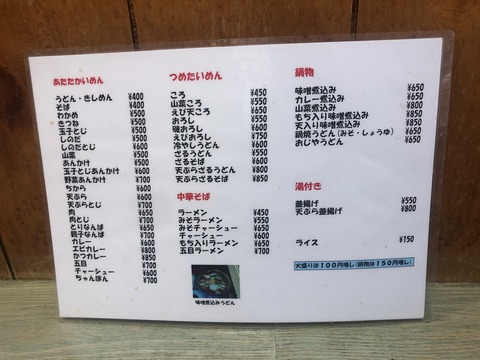 あたたかいめん
うどん・きしめん ¥400
そば ¥400
わかめ ¥500
きつね ¥500
玉子とじ ¥500
しのだ ¥500
しのだとじ ¥600
山菜 ¥500
あんかけ ¥500
玉子とじあんかけ ¥600
野菜あんかけ ¥700
ちから ¥600
天ぷら ¥600
天ぷらとじ ¥700
肉 ¥600
肉とじ ¥700
とりなんば
親子なんば ¥600
カレー ¥600
エビカレー ¥800
かつカレー
五目 ¥700
チャーシュー ¥600
ちゃんぽん ¥700
つめたいめん
ころ ¥450
山菜ころ ¥550
えび天ころ ¥650
おろし ¥550
磯おろし ¥650
えびおろし ¥750
冷やしうどん ¥650
ざるうどん ¥550
ざるそば ¥600
天ぷらざるうどん ¥800
天ぷらざるそば ¥850
中華そば
ラーメン ¥450
みそラーメン ¥550
みそチャーシュー ¥650
チャーシュー ¥600
もち入りラーメン
五目ラーメン ¥700
味噌煮込みうどん
鍋物
味噌煮込み ¥650
カレー煮込み ¥650
山菜煮込み
もち入り味噌煮込み
天入り味噌煮込み
鍋焼うどん(みそ・しょうゆ) ¥800
おじやうどん ¥650
湯付き
釜揚げ ¥550
天ぷら釜揚げ ¥800
ライス ¥150
大盛りは100円増し(鍋物は150円増し)